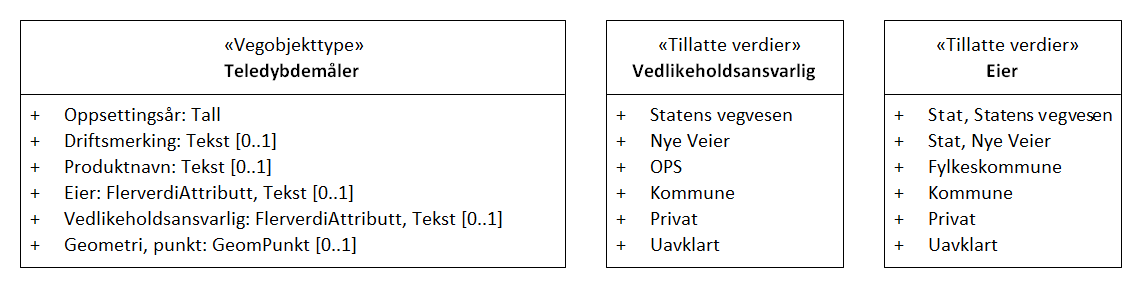 «Vegobjekttype»
Teledybdemåler
+ Oppsettingsår: Tall
+ Driftsmerking: Tekst [0..1]
+ Produktnavn: Tekst [0..1]
+ Eier: FlerverdiAttributt, Tekst [0..1]
+ Vedlikeholdsansvarlig: FlerverdiAttributt, Tekst [0..1]
+ Geometri, punkt: GeomPunkt [0..1]
«Tillatte verdier»
Vedlikeholdsansvarlig
+ Statens vegvesen
+ Nye Veier
+ OPS
+ Kommune
+ Privat
+ Uavklart
«Tillatte verdier»
Eier
+ Stat, Statens vegvesen
+ Stat, Nye Veier
+ Fylkeskommune
+ Kommune
+ Privat
+ Uavklart